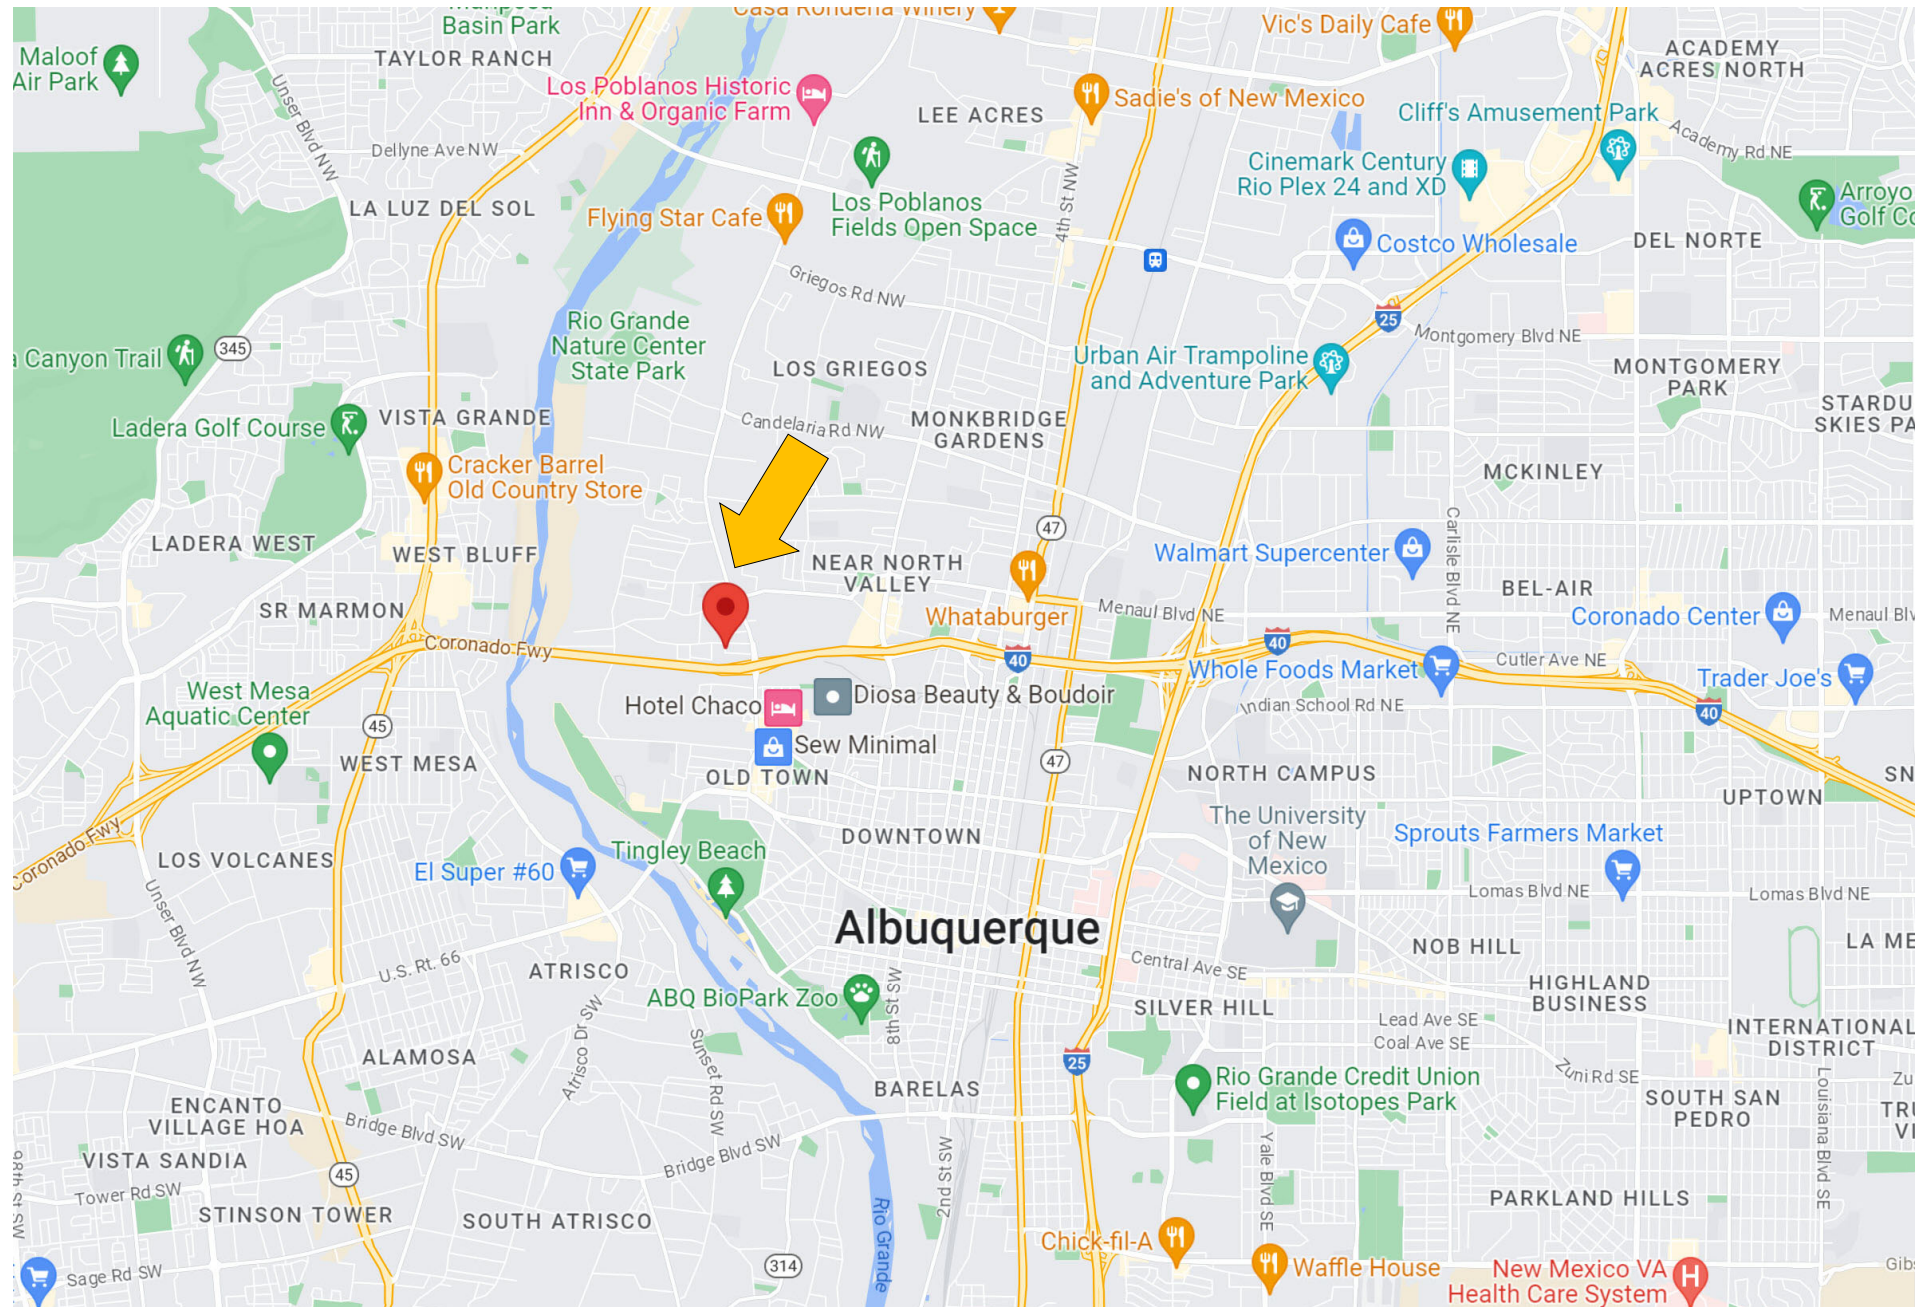 Basin Park
Casa Rondeña Winery
Vic's Daily Cafe
Maloof
Air Park
TAYLOR RANCH
ACADEMY
ACRES NORTH
Los Poblanos Historic
Inn & Organic Farm
LEE ACRES
Sadie's of New Mexico
Cliff's Amusement Park
Unser Blvd NW
Academy Rd NE
Dellyne Ave NW
Cinemark Century
Rio Plex 24 and XD
4th St NW
LA LUZ DEL SOL
Flying Star Cafe
Los Poblanos
Fields Open Space
Arroyo
Golf Co
Costco Wholesale
DEL NORTE
Griegos Rd NW
25
Rio Grande
Nature Center
State Park
Montgomery Blvd NE
345
a Canyon Trail
LOS GRIEGOS
Urban Air Trampoline
and Adventure Park
MONTGOMERY
PARK
STARDU
SKIES PA
Ladera Golf Course
VISTA GRANDE
Candelaria Rd NW
MONKBRIDGE
GARDENS
Cracker Barrel
Old Country Store
MCKINLEY
47
LADERA WEST
WEST BLUFF
NEAR NORTH
VALLEY
Walmart Supercenter
Carlisle Blvd NE
BEL-AIR
SR MARMON
Whataburger
Menaul Blvd NE
Coronado Center
Menaul Blv
Coronado Fwy
40
40
Whole Foods Market
Cutler Ave NE
Trader Joe's
West Mesa
Aquatic Center
Hotel Chaco
Diosa Beauty & Boudoir
Indian School Rd NE
40
45
Sew Minimal
WEST MESA
OLD TOWN
47
NORTH CAMPUS
SN
UPTOWN
The University
of New
Mexico
Coronado Fwy
DOWNTOWN
Sprouts Farmers Market
LOS VOLCANES
Tingley Beach
El Super #60
Lomas Blvd NE
Lomas Blvd NE
Unser Blvd NW
Albuquerque
NOB HILL
LA ME
U.S. Rt. 66
ATRISCO
Central Ave SE
HIGHLAND
BUSINESS
ABQ BioPark Zoo
8th St SW
SILVER HILL
Lead Ave SE
Coal Ave SE
INTERNATIONAL
DISTRICT
Atrisco Dr SW
Sunset Rd SW
ALAMOSA
25
Zuni Rd SE
BARELAS
Rio Grande Credit Union
Field at Isotopes Park
Zu
Louisiana Blvd SE
SOUTH SAN
PEDRO
ENCANTO
VILLAGE HOA
Bridge Blvd SW
Bridge Blvd SW
Yale Blvd SE
98th St SW
VISTA SANDIA
45
2nd St SW
Tower Rd SW
PARKLAND HILLS
STINSON TOWER
SOUTH ATRISCO
Rio Grande
Chick-fil-A
314
Sage Rd SW
Waffle House
New Mexico VA
Health Care System
Gib